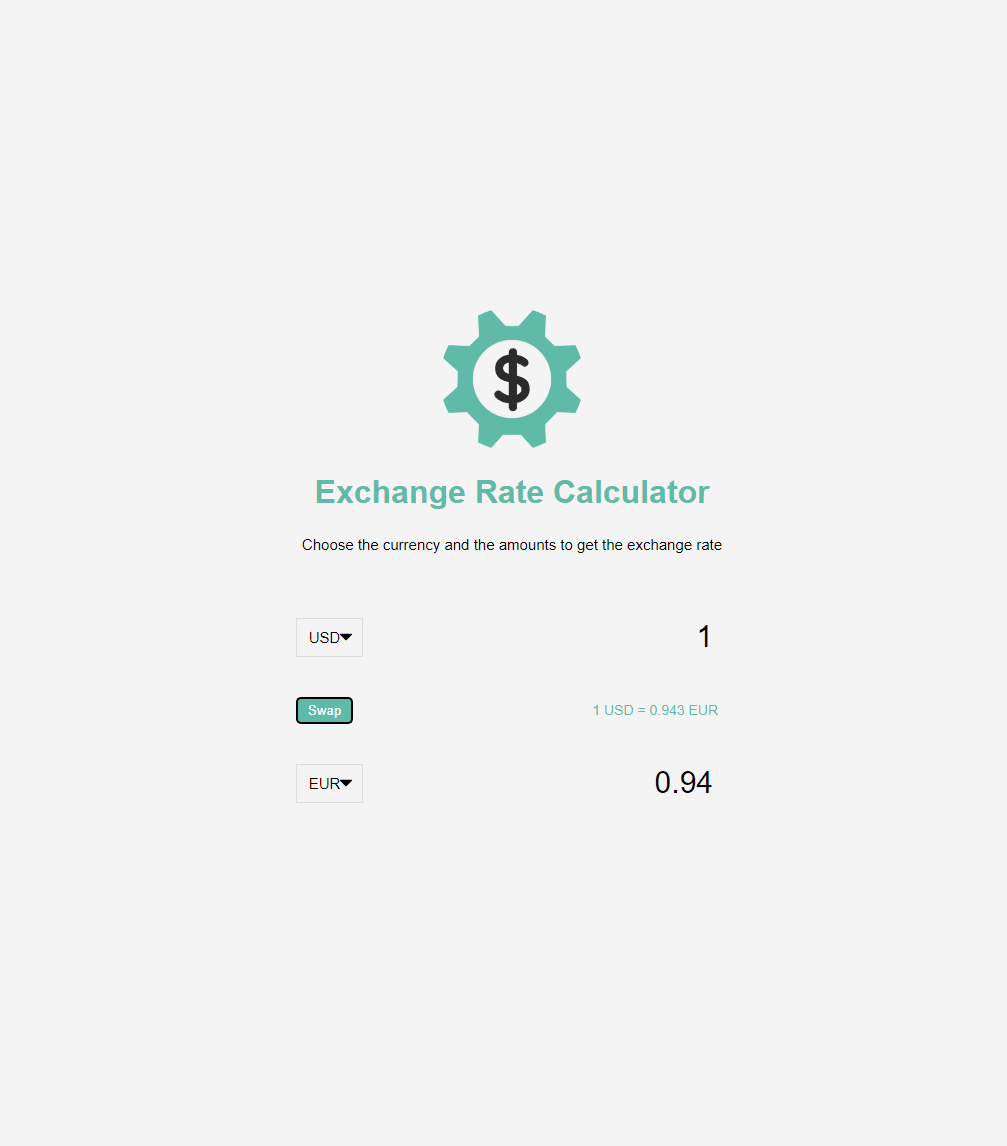 $
Exchange Rate Calculator
Choose the currency and the amounts to get the exchange rate
USD 1
Swap 1 USD = 0.943 EUR
EUR 0.94